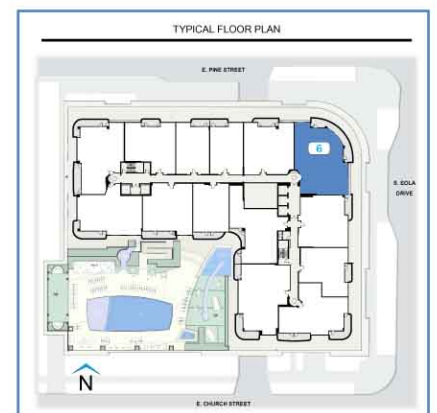 TYPICAL FLOOR PLAN
E. PINE STREET
6
S. EOLA
DRIVE
N
E. CHURCH STREET